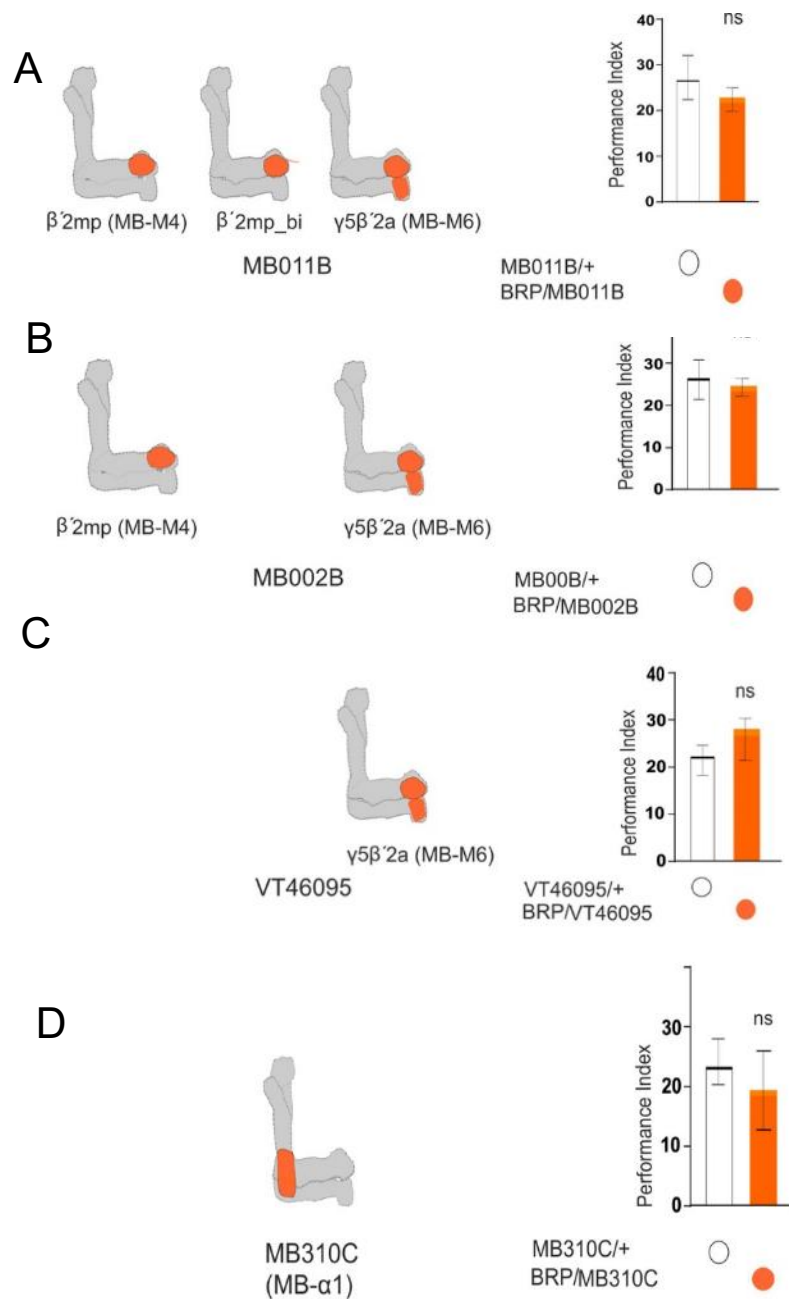 A
ns
Performance Index
40
30
20
10
0
β´2mp (MB-M4)
β´2mp_bi
γ5β´2a (MB-M6)
MB011B
MB011B/+
BRP/MB011B
B
Performance Index
30
20
10
0
β´2mp (MB-M4)
γ5β´2a (MB-M6)
MB002B
MB00B/+
BRP/MB002B
C
ns
Performance Index
40
30
20
10
0
γ5β´2a (MB-M6)
VT46095
VT46095/+
BRP/VT46095
D
ns
Performance Index
30
20
10
0
MB310C
(MB-α1)
MB310C/+
BRP/MB310C